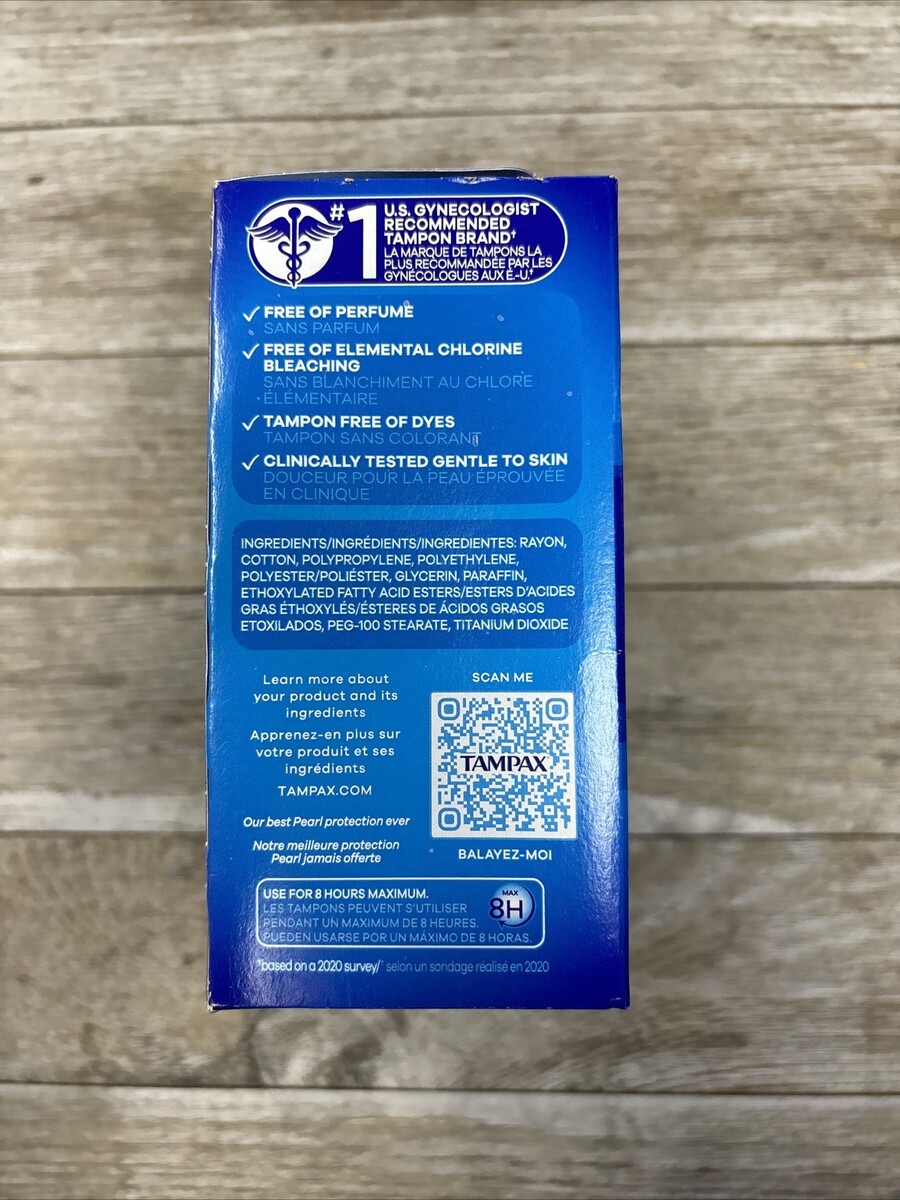 #1 U.S. GYNECOLOGIST
RECOMMENDED
TAMPON BRAND†
LA MARQUE DE TAMPONS LA
PLUS RECOMMANDÉE PAR LES
GYNÉCOLOGUES AUX É.-U.†
FREE OF PERFUME
SANS PARFUM
FREE OF ELEMENTAL CHLORINE
BLEACHING
SANS BLANCHIMENT AU CHLORE
ÉLÉMENTAIRE
TAMPON FREE OF DYES
TAMPON SANS COLORANT
CLINICALLY TESTED GENTLE TO SKIN
DOUCEUR POUR LA PEAU ÉPROUVÉE
EN CLINIQUE
INGREDIENTS/INGRÉDIENTS/INGREDIENTES: RAYON,
COTTON, POLYPROPYLENE, POLYETHYLENE,
POLYESTER/POLIÉSTER, GLYCERIN, PARAFFIN,
ETHOXYLATED FATTY ACID ESTERS/ESTERS D'ACIDES
GRAS ÉTHOXYLÉS/ÉSTERES DE ÁCIDOS GRASOS
ETOXILADOS, PEG-100 STEARATE, TITANIUM DIOXIDE
Learn more about
your product and its
ingredients
Apprenez-en plus sur
votre produit et ses
ingrédients
TAMPAX.COM
Our best Pearl protection ever
Notre meilleure protection
Pearl jamais offerte
SCAN ME
TAMPAX
BALAYEZ-MOI
USE FOR 8 HOURS MAXIMUM.
LES TAMPONS PEUVENT S'UTILISER
PENDANT UN MAXIMUM DE 8 HEURES.
PUEDEN USARSE POR UN MÁXIMO DE 8 HORAS.
MAX
8H
†based on a 2020 survey/† selon un sondage réalisé en 2020